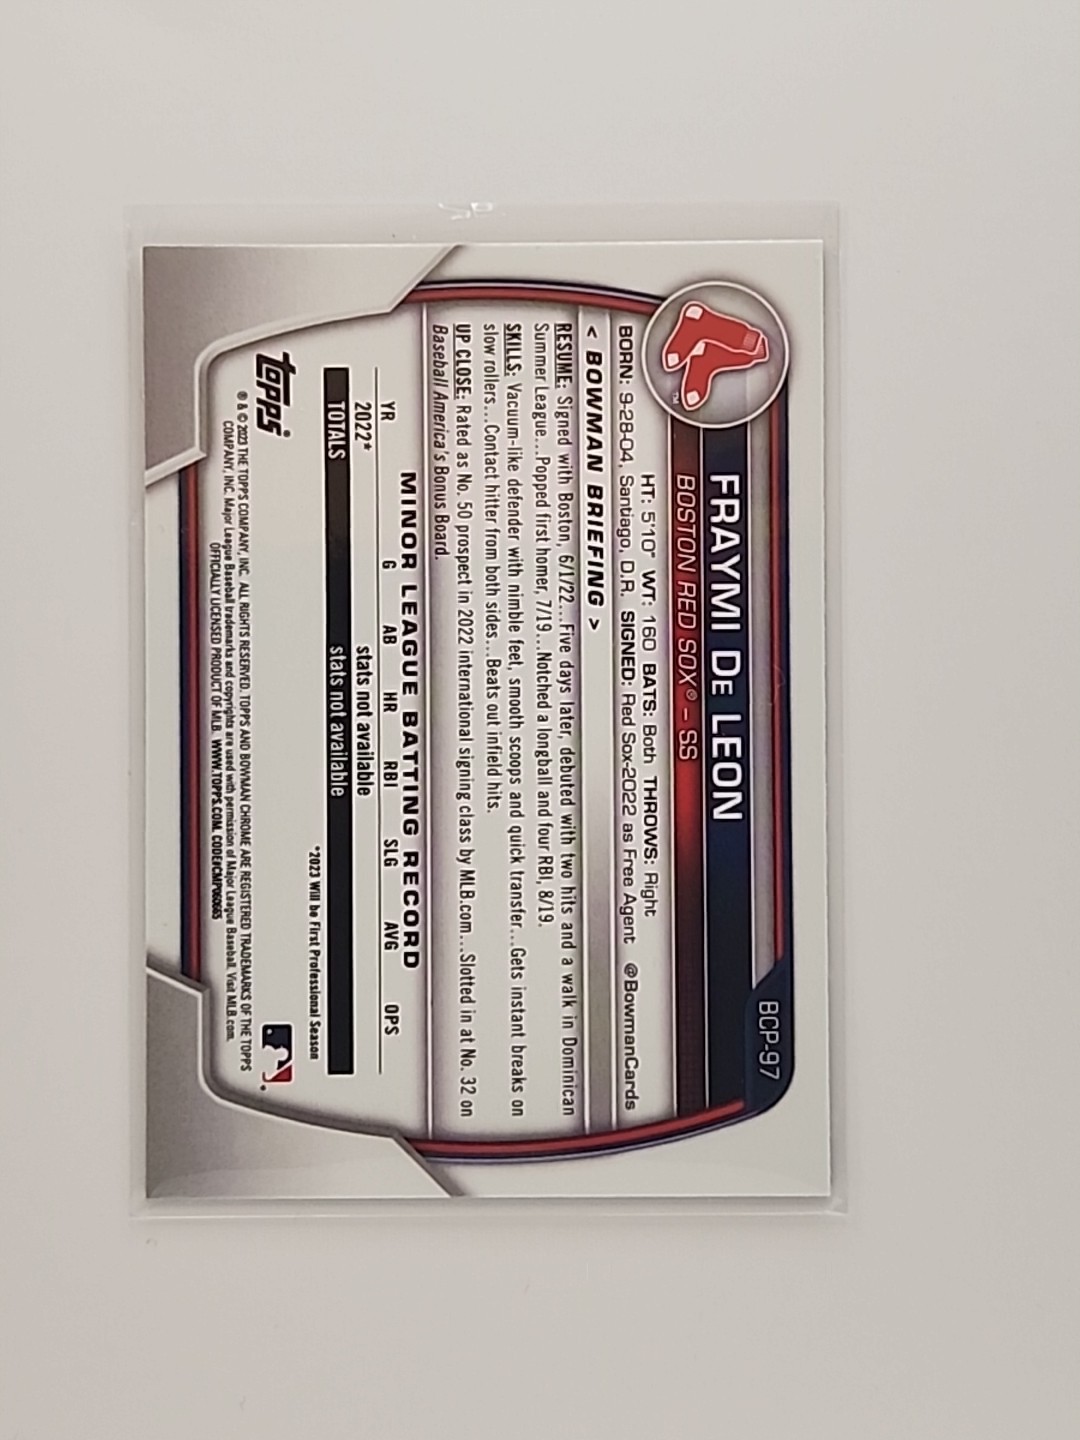 BCP-97
FRAYMI DE LEON
BOSTON RED SOX® - SS
HT: 5'10" WT: 160 BATS: Both THROWS: Right
BORN: 9-28-04, Santiago, D.R. SIGNED: Red Sox-2022 as Free Agent @BowmanCards
< BOWMAN BRIEFING >
RESUME: Signed with Boston, 6/1/22...Five days later, debuted with two hits and a walk in Dominican
Summer League...Popped first homer, 7/19...Notched a longball and four RBI, 8/19.
SKILLS: Vacuum-like defender with nimble feet, smooth scoops and quick transfer...Gets instant breaks on
slow rollers...Contact hitter from both sides...Beats out infield hits.
UP CLOSE: Rated as No. 50 prospect in 2022 international signing class by MLB.com...Slotted in at No. 32 on
Baseball America's Bonus Board.
MINOR LEAGUE BATTING RECORD
YR G AB HR RBI SLG AVG OPS
2022* stats not available
TOTALS stats not available
*2023 Will be First Professional Season
topps
® & © 2023 THE TOPPS COMPANY, INC. ALL RIGHTS RESERVED. TOPPS AND BOWMAN CHROME ARE REGISTERED TRADEMARKS OF THE TOPPS
COMPANY, INC. Major League Baseball trademarks and copyrights are used with permission of Major League Baseball. Visit MLB.com.
OFFICIALLY LICENSED PRODUCT OF MLB. WWW.TOPPS.COM. CODE#CMP060665